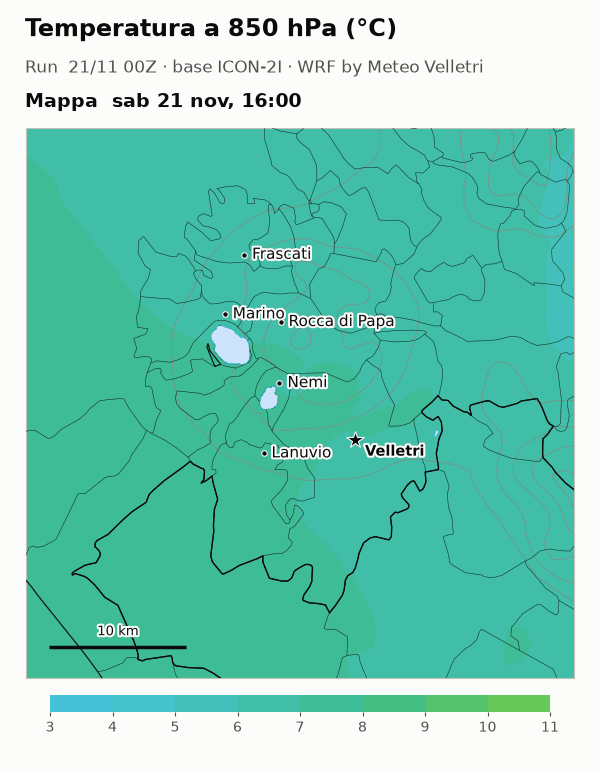 Temperatura a 850 hPa (°C)
Run  21/11 00Z · base ICON-2I · WRF by Meteo Velletri
Mappa  sab 21 nov, 16:00
Frascati
Marino
Rocca di Papa
Nemi
Velletri
Lanuvio
10 km
3 4 5 6 7 8 9 10 11